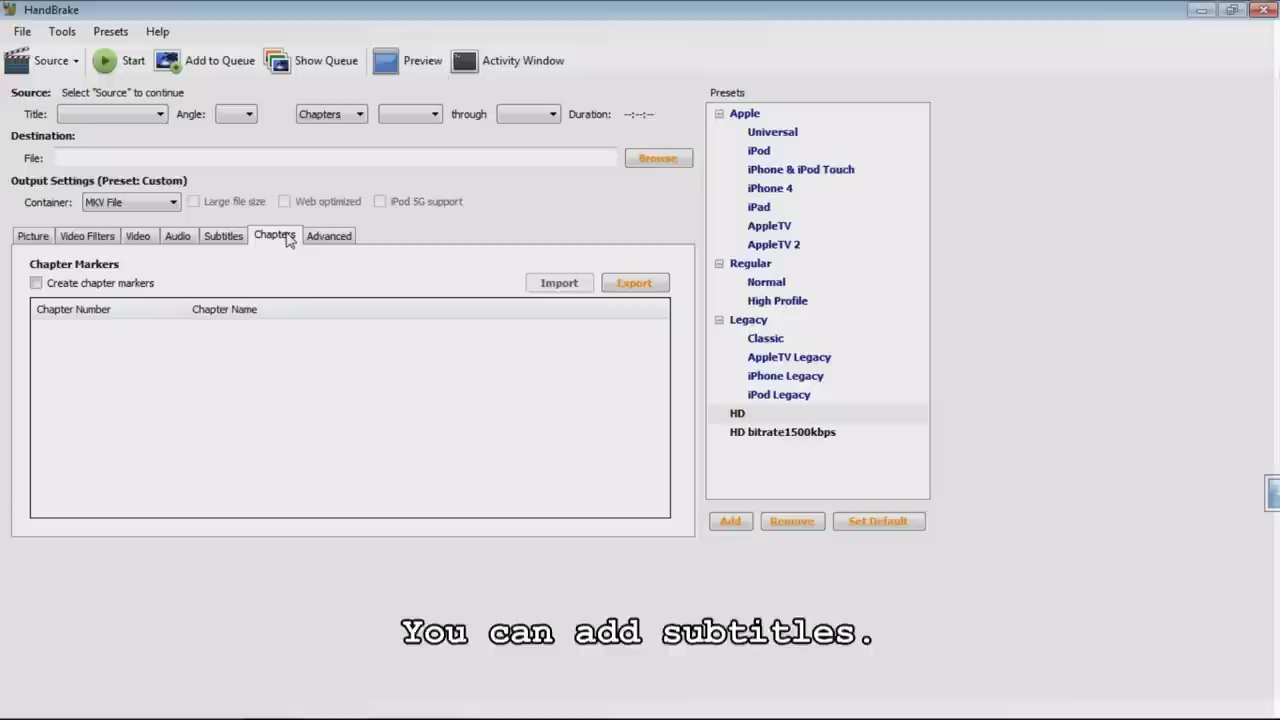 HandBrake
File Tools Presets Help
Source Start Add to Queue Show Queue Preview Activity Window
Source: Select "Source" to continue
Title: Angle: Chapters through Duration: --:--:--
Destination:
File: Browse
Output Settings (Preset: Custom)
Container: MKV File Large file size Web optimized iPod 5G support
Picture Video Filters Video Audio Subtitles Chapters Advanced
Chapter Markers
Create chapter markers Import Export
Chapter Number Chapter Name
Presets
Apple
Universal
iPod
iPhone & iPod Touch
iPhone 4
iPad
AppleTV
AppleTV 2
Regular
Normal
High Profile
Legacy
Classic
AppleTV Legacy
iPhone Legacy
iPod Legacy
HD
HD bitrate1500kbps
Add Remove Set Default
You can add subtitles.